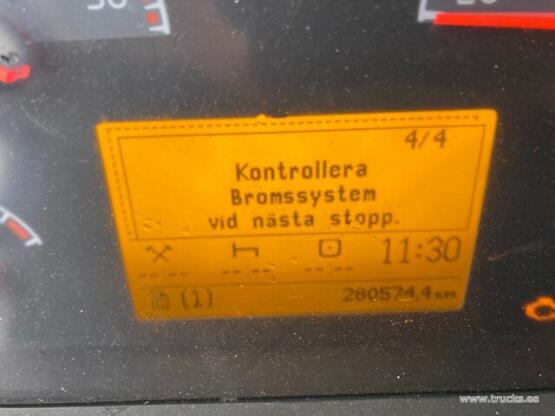 4/4
Kontrollera
Bromssystem
vid nästa stopp.
--:-- --:-- --:-- 11:30
(1) 280574,4 km
www.trucks.ee